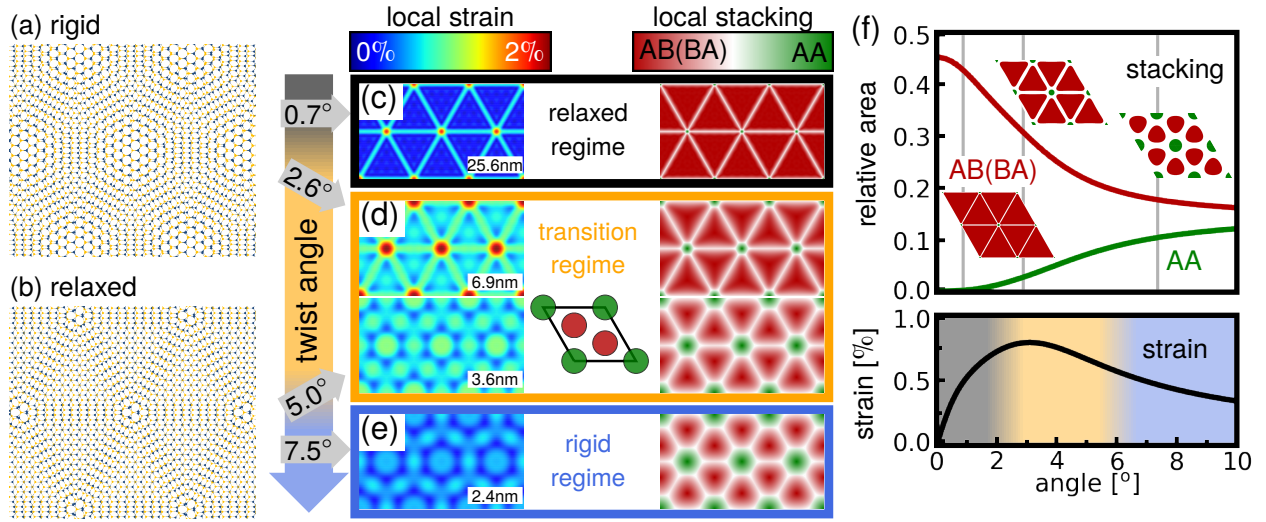 (a) rigid
(b) relaxed
twist angle
0.7°
2.6°
5.0°
7.5°
local strain
0% 2%
local stacking
AB(BA) AA
(c)
25.6nm
relaxed
regime
(d)
6.9nm
transition
regime
3.6nm
(e)
2.4nm
rigid
regime
(f)
relative area
0.5
0.4
0.3
0.2
0.1
0.0
stacking
AB(BA)
AA
strain [%]
1.0
0.5
0.0
strain
0 2 4 6 8 10
angle [°]